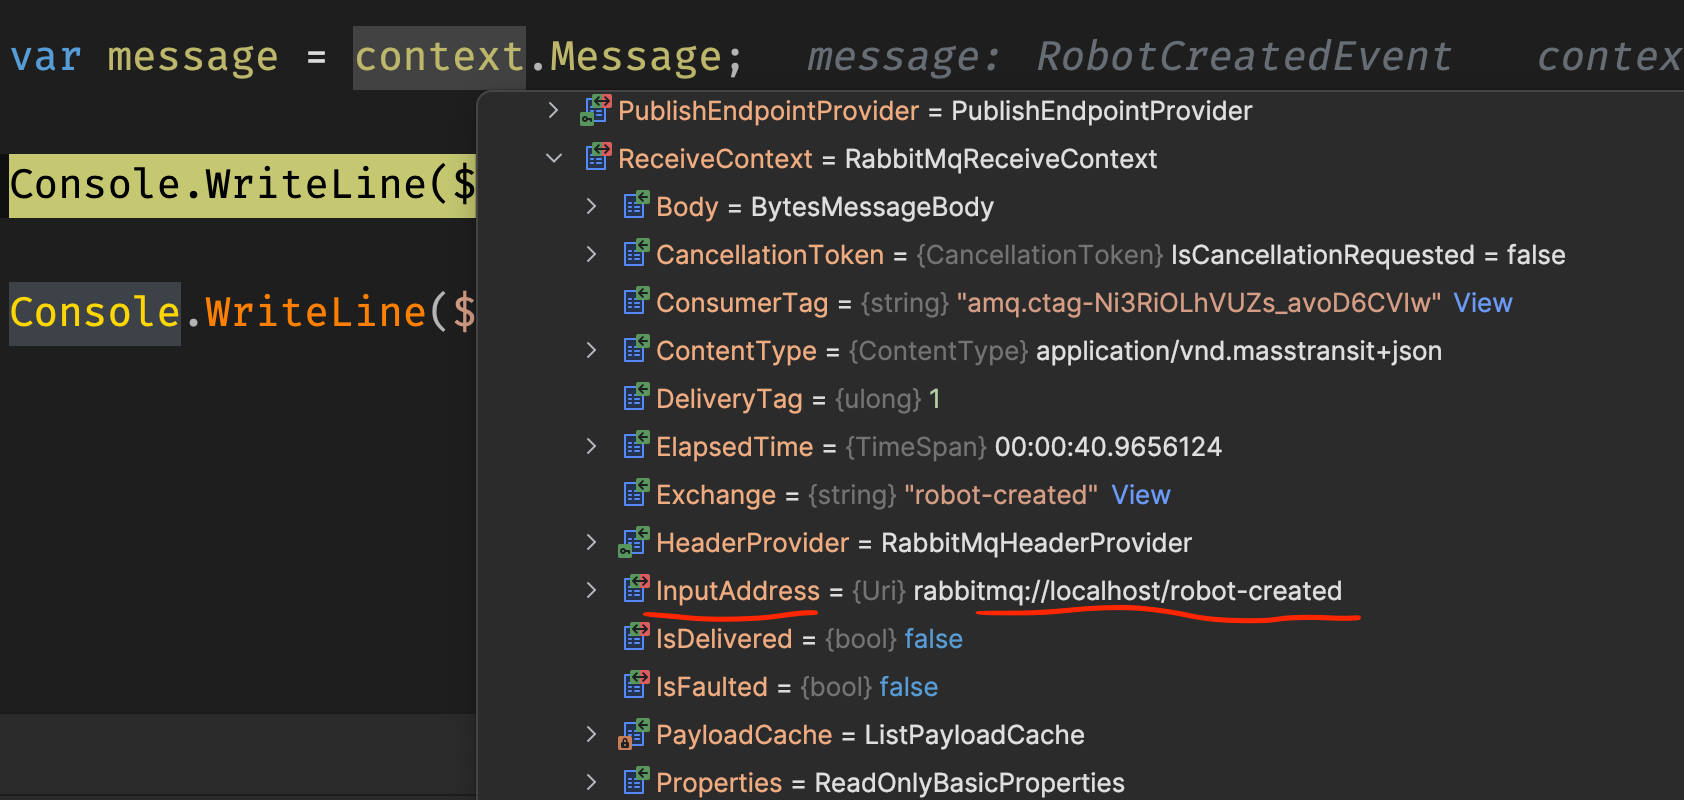 var message = context.Message; message: RobotCreatedEvent contex
PublishEndpointProvider = PublishEndpointProvider
ReceiveContext = RabbitMqReceiveContext
Console.WriteLine($
Body = BytesMessageBody
CancellationToken = {CancellationToken} IsCancellationRequested = false
Console.WriteLine($
ConsumerTag = {string} "amq.ctag-Ni3RiOLhVUZs_avoD6CVIw" View
ContentType = {ContentType} application/vnd.masstransit+json
DeliveryTag = {ulong} 1
ElapsedTime = {TimeSpan} 00:00:40.9656124
Exchange = {string} "robot-created" View
HeaderProvider = RabbitMqHeaderProvider
InputAddress = {Uri} rabbitmq://localhost/robot-created
IsDelivered = {bool} false
IsFaulted = {bool} false
PayloadCache = ListPayloadCache
Properties = ReadOnlyBasicProperties